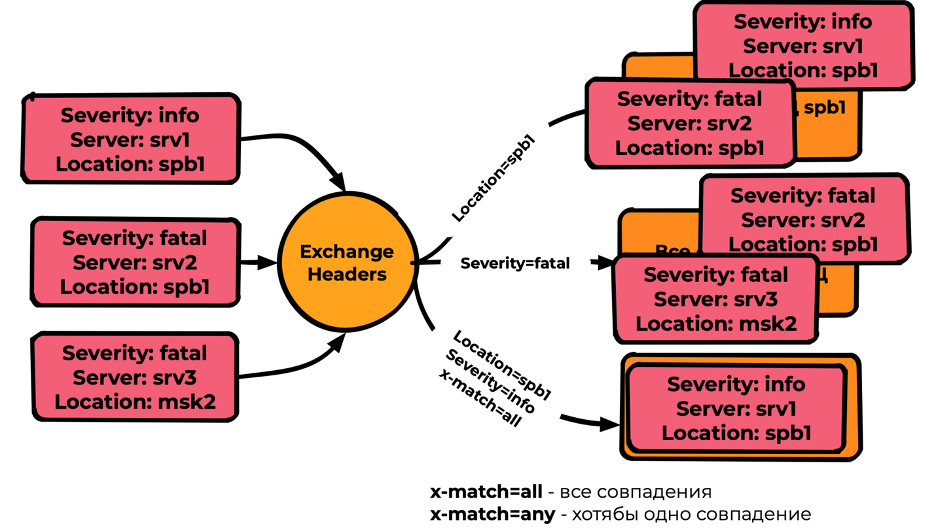 Severity: info
Server: srv1
Location: spb1
Severity: fatal
Server: srv2
Location: spb1
Severity: fatal
Server: srv3
Location: msk2
Exchange
Headers
Location=spb1
Severity=fatal
Location=spb1
Severity=info
x-match=all
Severity: info
Server: srv1
Location: spb1
Severity: fatal
Server: srv2
Location: spb1
spb1
Severity: fatal
Server: srv2
Location: spb1
Все
Severity: fatal
Server: srv3
Location: msk2
Severity: info
Server: srv1
Location: spb1
x-match=all - все совпадения
x-match=any - хотябы одно совпадение